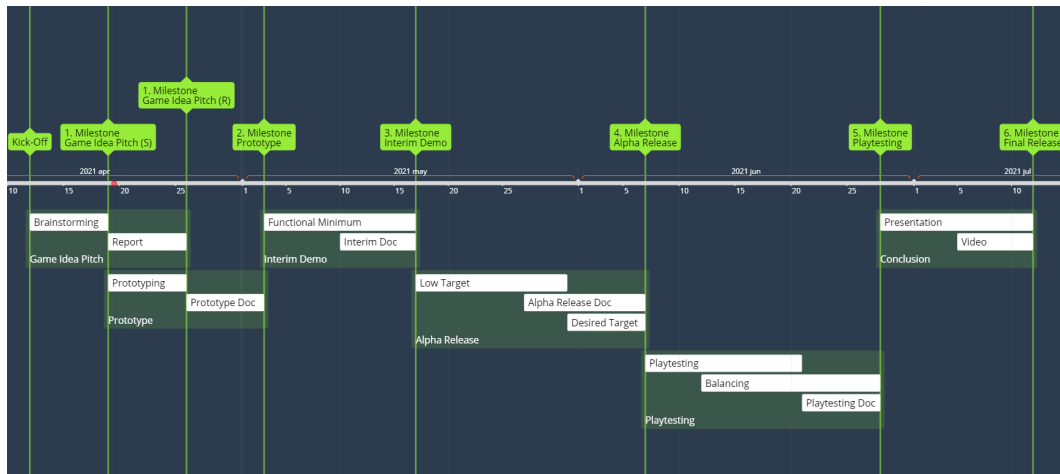 1. Milestone
Game Idea Pitch (R)
Kick-Off
1. Milestone
Game Idea Pitch (S)
2. Milestone
Prototype
3. Milestone
Interim Demo
4. Milestone
Alpha Release
5. Milestone
Playtesting
6. Milestone
Final Release
2021 apr
2021 may
2021 jun
2021 jul
10 15 20 25 1 5 10 15 20 25 1 5 10 15 20 25 1 5 10
Brainstorming
Report
Game Idea Pitch
Functional Minimum
Interim Doc
Interim Demo
Presentation
Video
Conclusion
Prototyping
Prototype Doc
Prototype
Low Target
Alpha Release Doc
Desired Target
Alpha Release
Playtesting
Balancing
Playtesting Doc
Playtesting